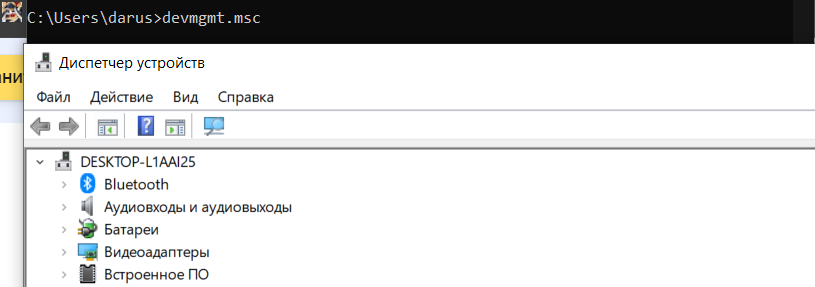 C:\Users\darus>devmgmt.msc
Диспетчер устройств
Файл Действие Вид Справка
DESKTOP-L1AAI25
Bluetooth
Аудиовходы и аудиовыходы
Батареи
Видеоадаптеры
Встроенное ПО